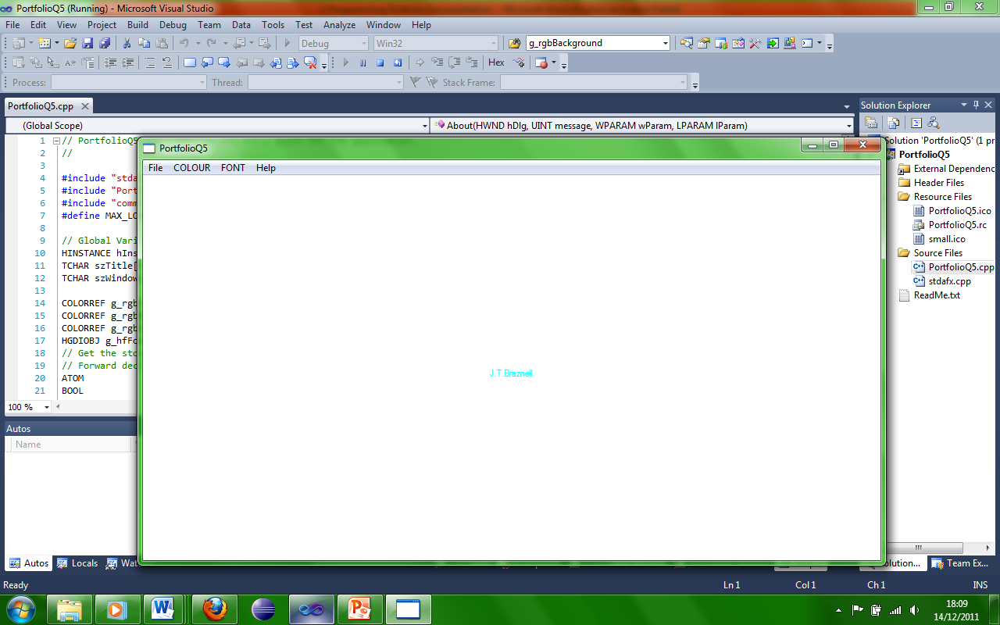 PortfolioQ5 (Running) - Microsoft Visual Studio
File Edit View Project Build Debug Team Data Tools Test Analyze Window Help
Debug Win32 g_rgbBackground
Hex
Process: Thread: Stack Frame:
PortfolioQ5.cpp
(Global Scope) About(HWND hDlg, UINT message, WPARAM wParam, LPARAM lParam)
1 // PortfolioQ5
2 //
3
4 #include "stda
5 #include "Port
6 #include "comm
7 #define MAX_LO
8
9 // Global Vari
10 HINSTANCE hIns
11 TCHAR szTitle[
12 TCHAR szWindow
13
14 COLORREF g_rgb
15 COLORREF g_rgb
16 COLORREF g_rgb
17 HGDIOBJ g_hfFo
18 // Get the sto
19 // Forward dec
20 ATOM
21 BOOL
100 %
Autos
Name
Autos Locals Wat
PortfolioQ5
File COLOUR FONT Help
J.T.Braznell
Solution Explorer
Solution 'PortfolioQ5' (1 pr
PortfolioQ5
External Dependenc
Header Files
Resource Files
PortfolioQ5.ico
PortfolioQ5.rc
small.ico
Source Files
PortfolioQ5.cpp
stdafx.cpp
ReadMe.txt
olution... Team Ex...
Ready Ln 1 Col 1 Ch 1 INS
18:09
14/12/2011